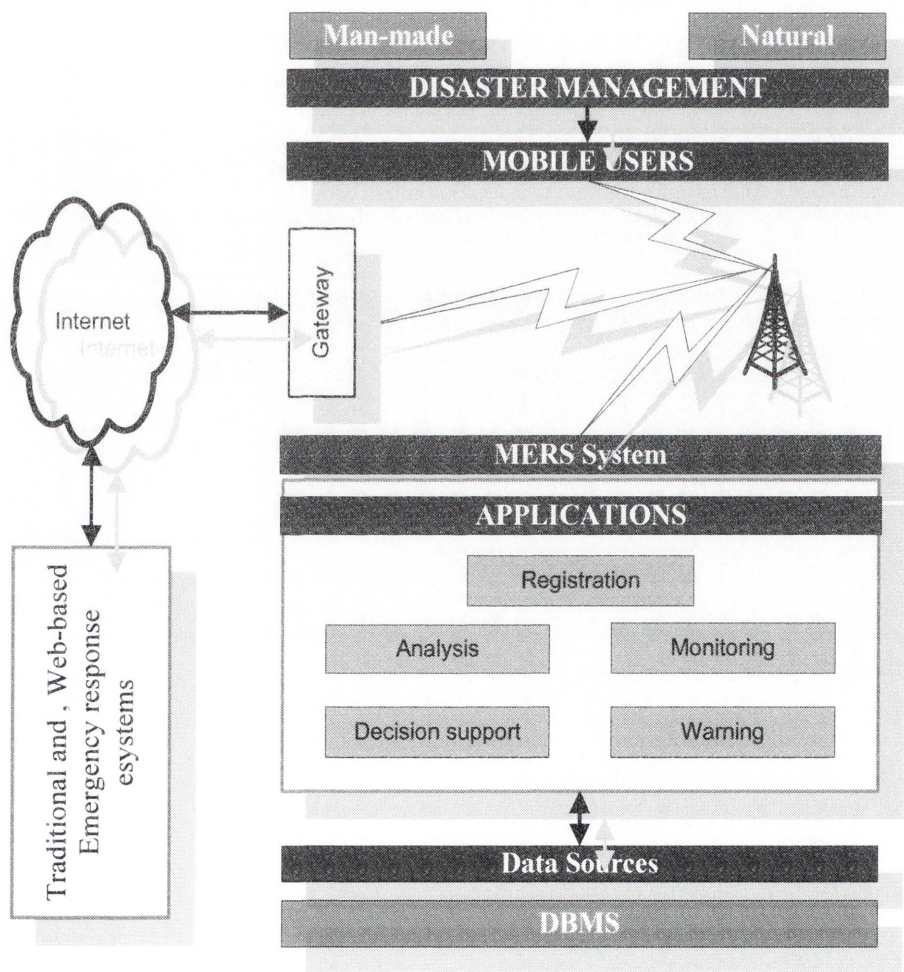 Man-made
Natural
DISASTER MANAGEMENT
MOBILE USERS
Internet
Gateway
MERS System
APPLICATIONS
Registration
Analysis
Monitoring
Decision support
Warning
Traditional and , Web-based
Emergency response
esystems
Data Sources
DBMS